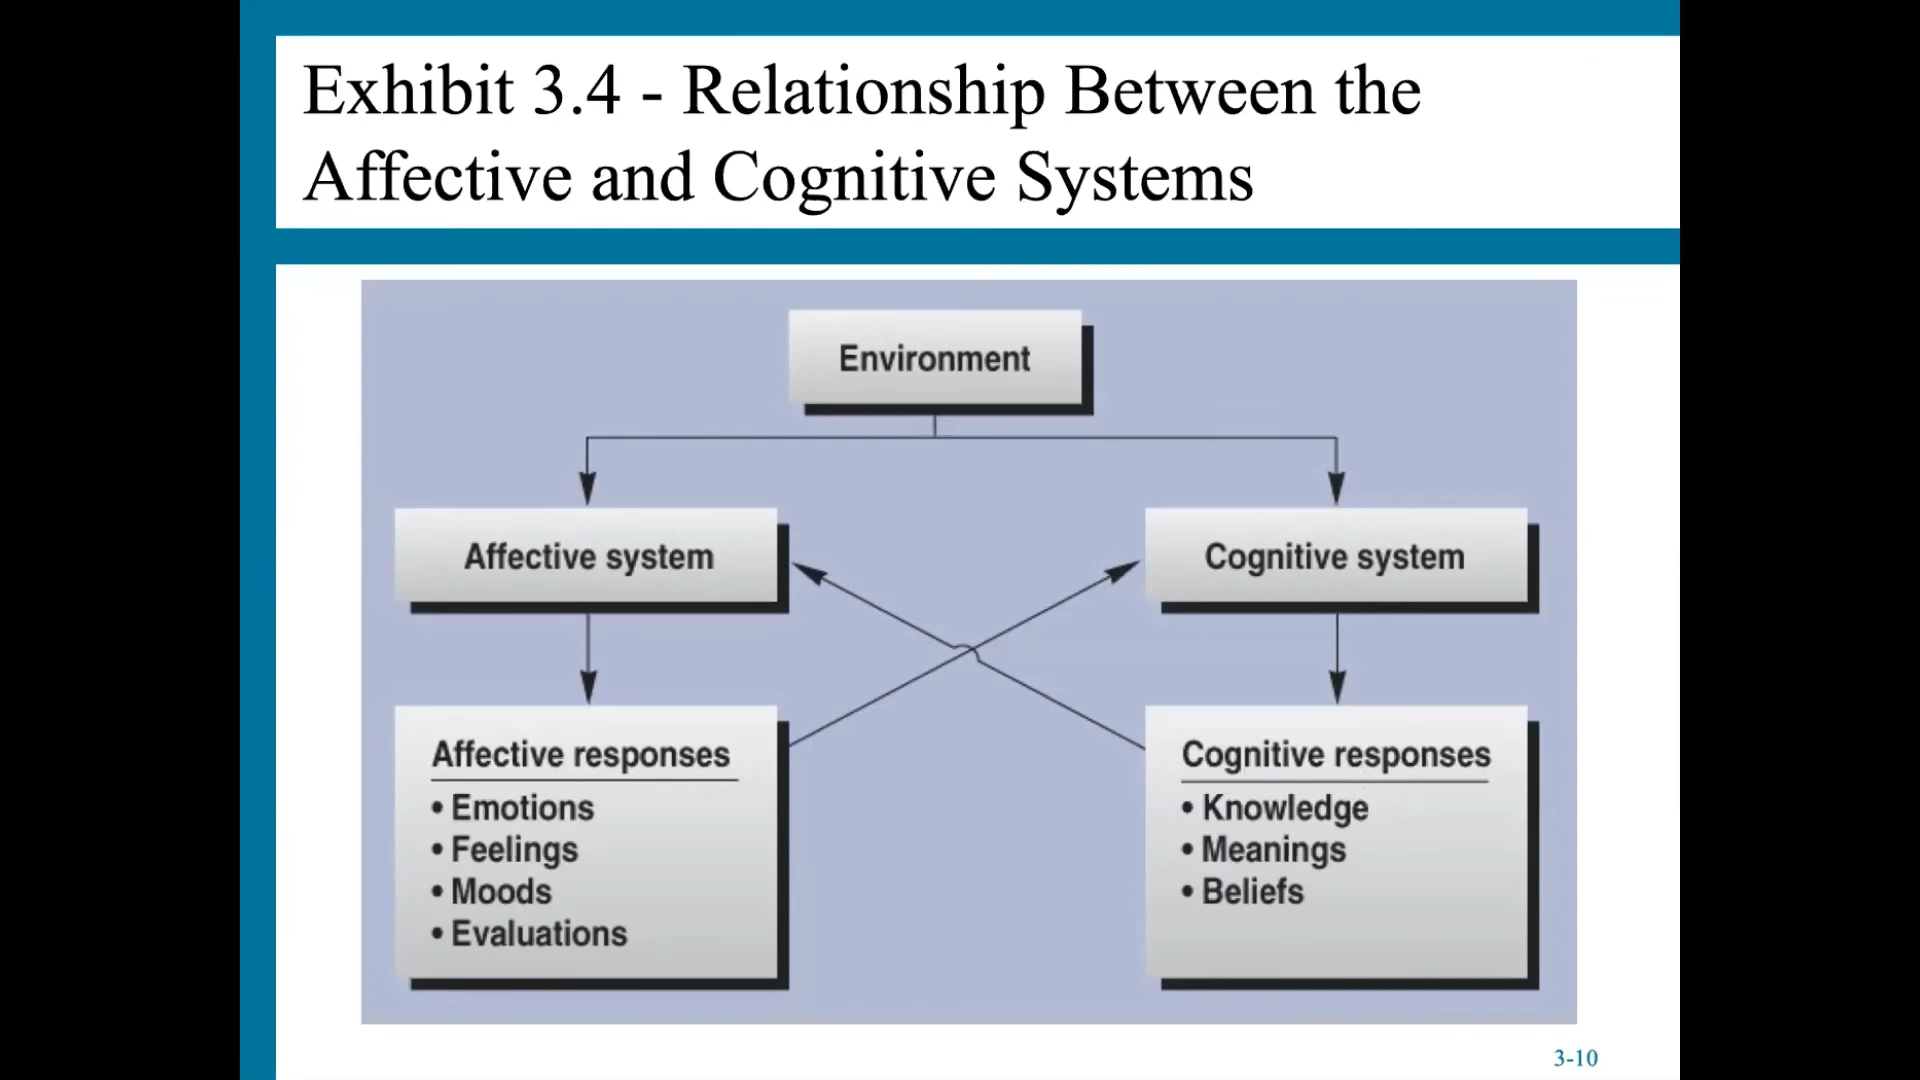 Exhibit 3.4 - Relationship Between the
Affective and Cognitive Systems
Environment
Affective system
Cognitive system
Affective responses
• Emotions
• Feelings
• Moods
• Evaluations
Cognitive responses
• Knowledge
• Meanings
• Beliefs
3-10